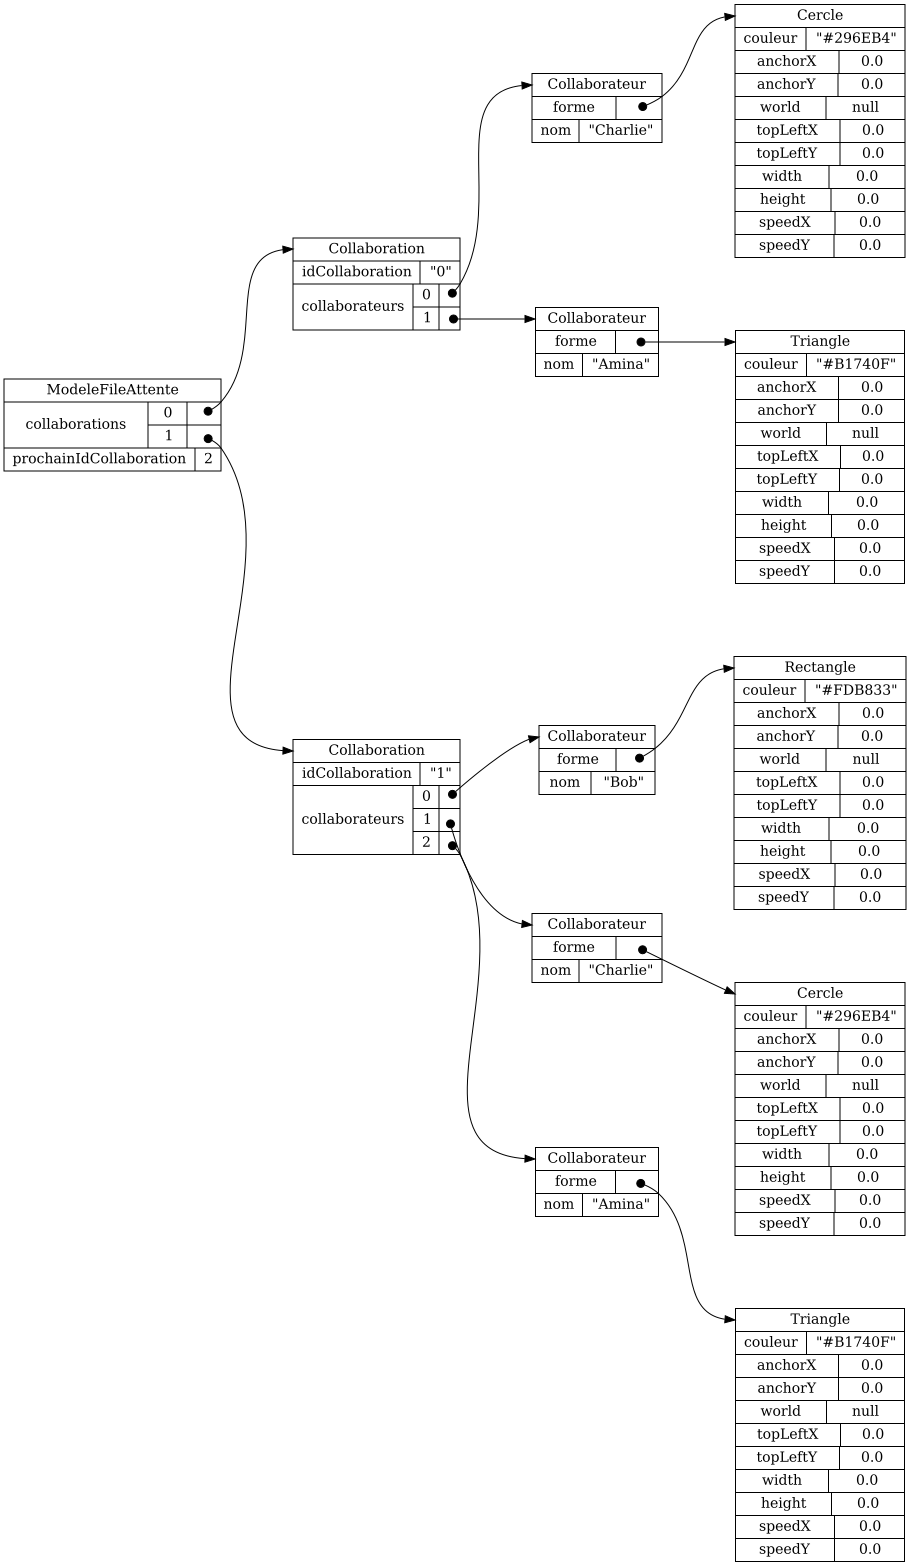 ModeleFileAttente
collaborations
0
1
prochainIdCollaboration 2
Collaboration
idCollaboration "0"
collaborateurs
0
1
Collaborateur
forme
nom "Charlie"
Cercle
couleur "#296EB4"
anchorX 0.0
anchorY 0.0
world null
topLeftX 0.0
topLeftY 0.0
width 0.0
height 0.0
speedX 0.0
speedY 0.0
Collaborateur
forme
nom "Amina"
Triangle
couleur "#B1740F"
anchorX 0.0
anchorY 0.0
world null
topLeftX 0.0
topLeftY 0.0
width 0.0
height 0.0
speedX 0.0
speedY 0.0
Collaboration
idCollaboration "1"
collaborateurs
0
1
2
Collaborateur
forme
nom "Bob"
Rectangle
couleur "#FDB833"
anchorX 0.0
anchorY 0.0
world null
topLeftX 0.0
topLeftY 0.0
width 0.0
height 0.0
speedX 0.0
speedY 0.0
Collaborateur
forme
nom "Charlie"
Cercle
couleur "#296EB4"
anchorX 0.0
anchorY 0.0
world null
topLeftX 0.0
topLeftY 0.0
width 0.0
height 0.0
speedX 0.0
speedY 0.0
Collaborateur
forme
nom "Amina"
Triangle
couleur "#B1740F"
anchorX 0.0
anchorY 0.0
world null
topLeftX 0.0
topLeftY 0.0
width 0.0
height 0.0
speedX 0.0
speedY 0.0